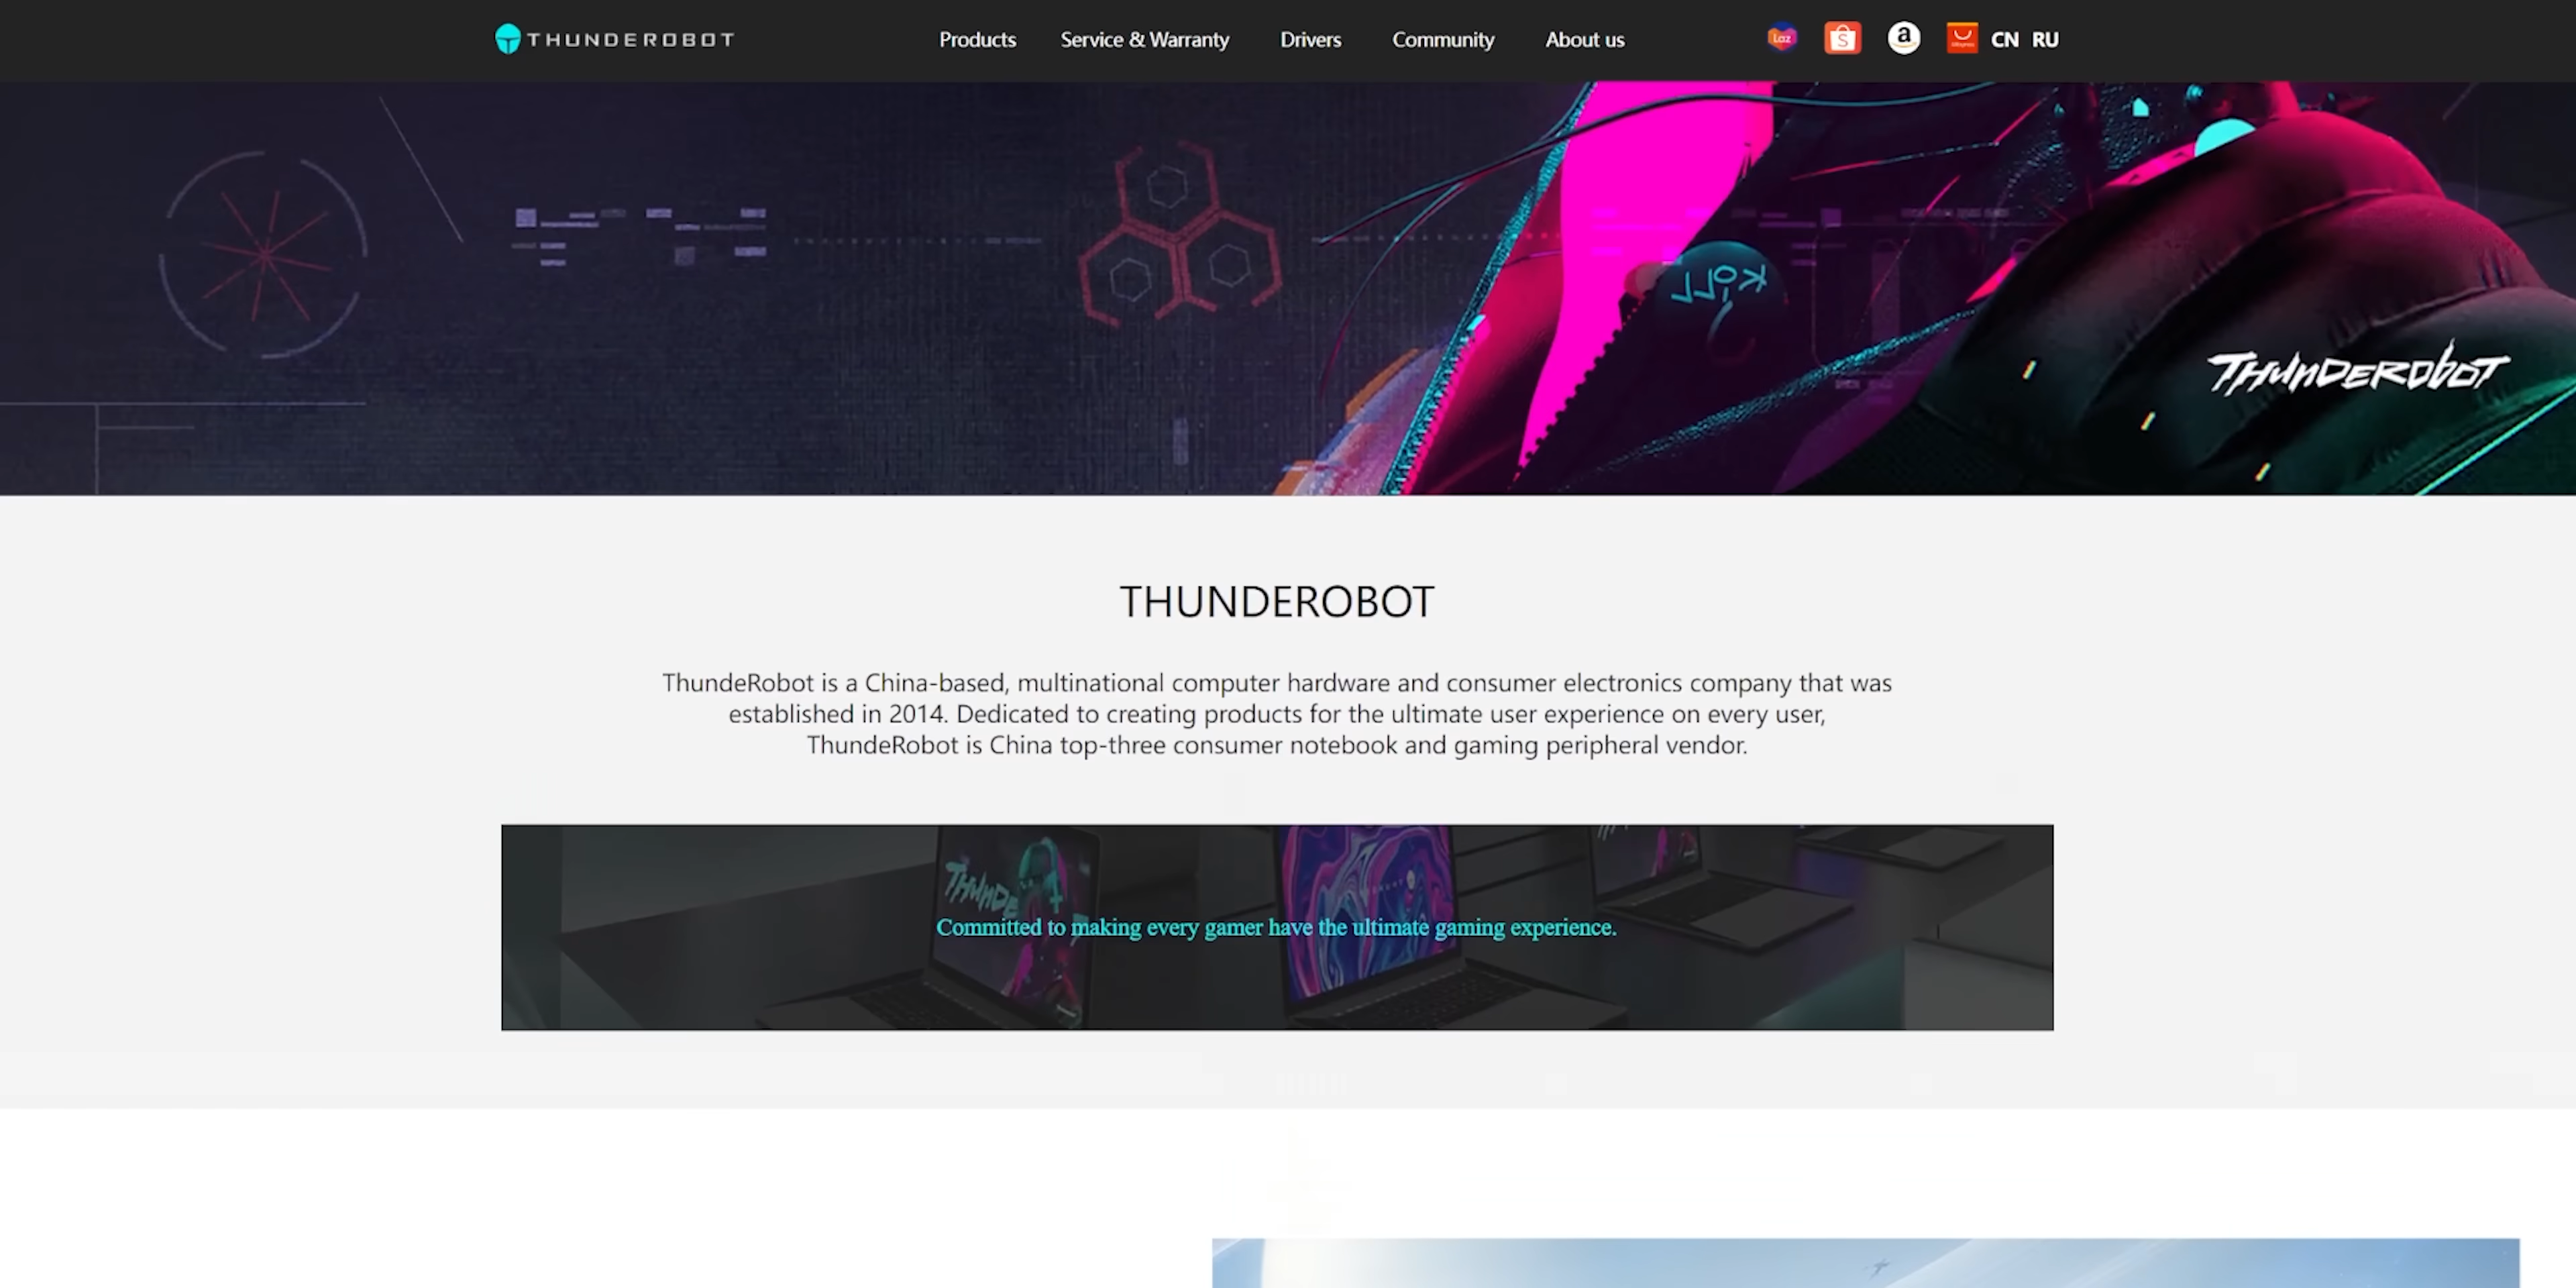 THUNDEROBOT
Products Service & Warranty Drivers Community About us
Laz
S
a
CN RU
KiLL
THUNDEROBOT
THUNDEROBOT
ThundeRobot is a China-based, multinational computer hardware and consumer electronics company that was
established in 2014. Dedicated to creating products for the ultimate user experience on every user,
ThundeRobot is China top-three consumer notebook and gaming peripheral vendor.
THUNDE
Committed to making every gamer have the ultimate gaming experience.